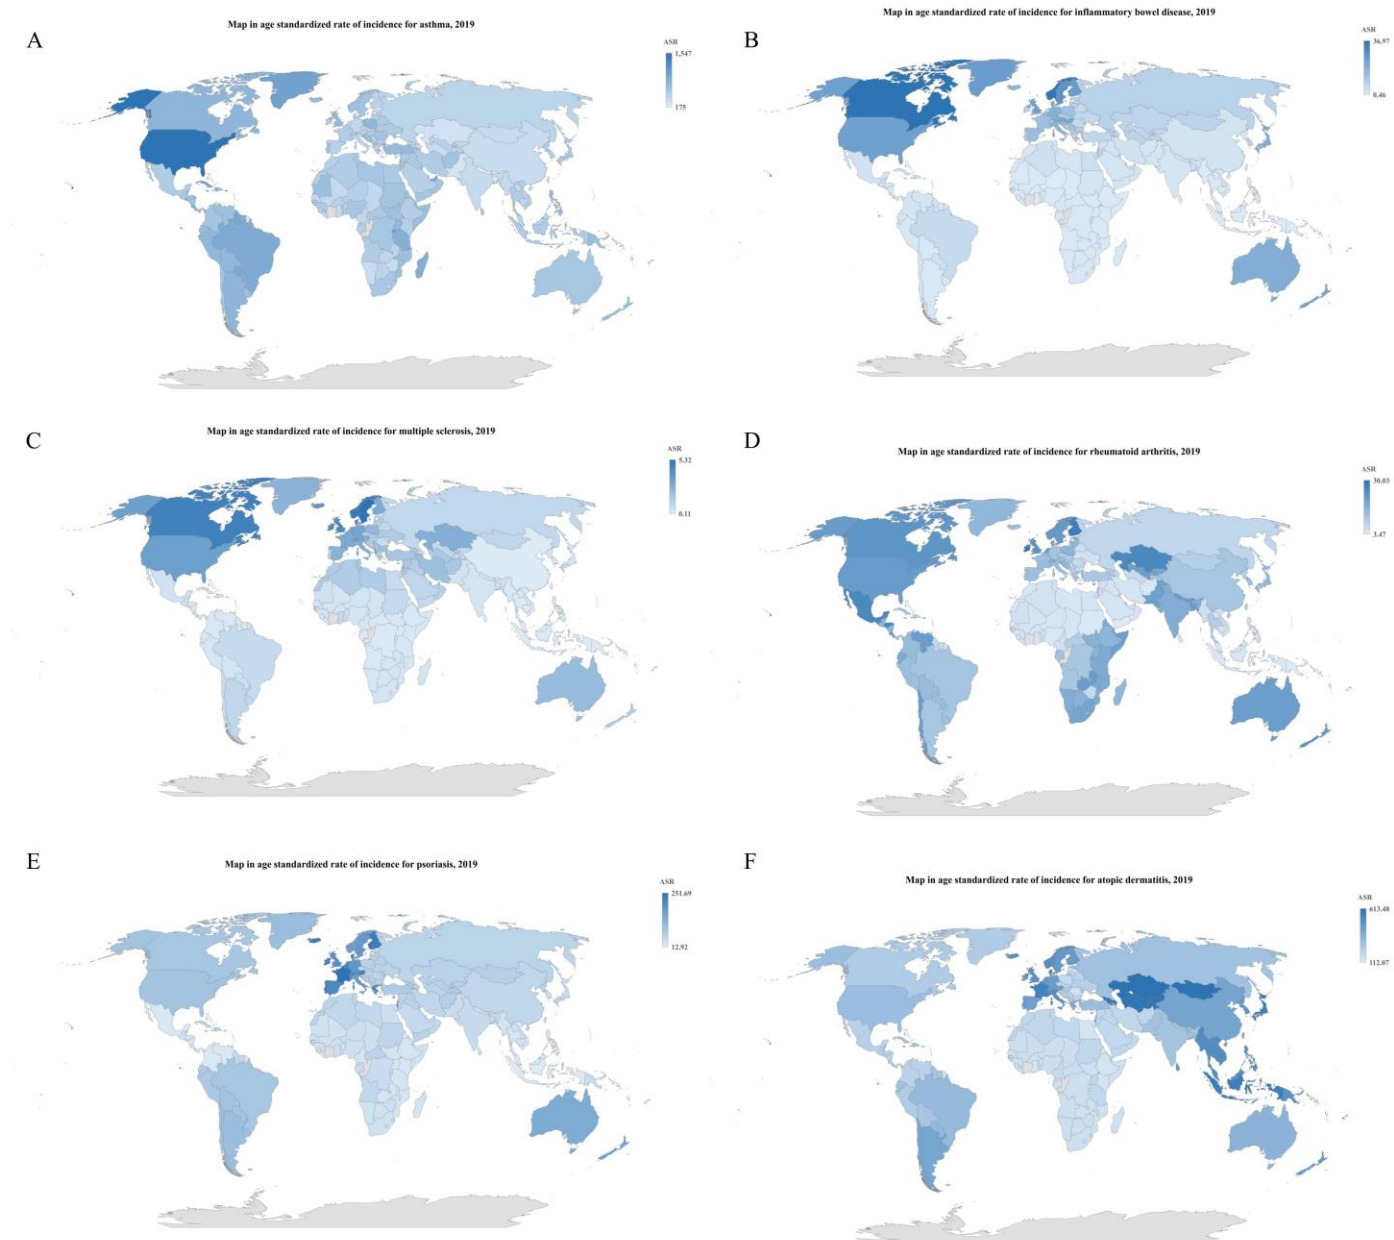 A
Map in age standardized rate of incidence for asthma, 2019
ASR
1,547
175
B
Map in age standardized rate of incidence for inflammatory bowel disease, 2019
ASR
36.97
0.46
C
Map in age standardized rate of incidence for multiple sclerosis, 2019
ASR
5.32
0.11
D
Map in age standardized rate of incidence for rheumatoid arthritis, 2019
ASR
30.03
3.47
E
Map in age standardized rate of incidence for psoriasis, 2019
ASR
251.69
12.92
F
Map in age standardized rate of incidence for atopic dermatitis, 2019
ASR
613.48
112.07